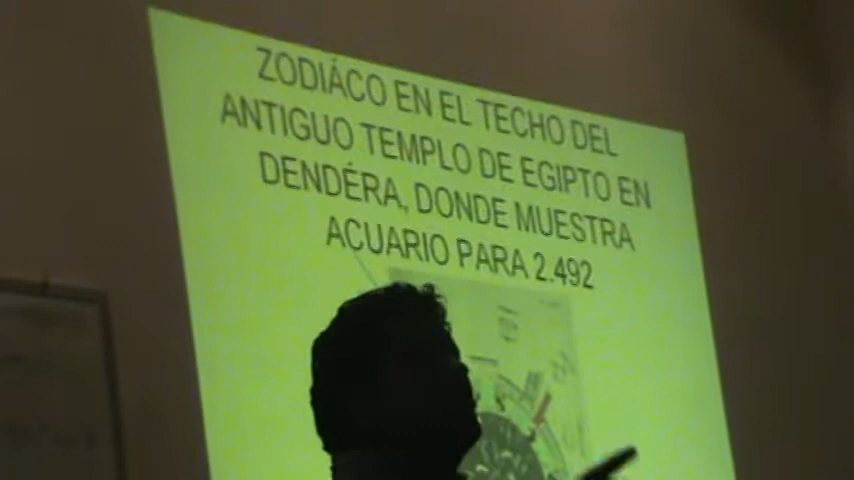 ZODIÁCO EN EL TECHO DEL
ANTIGUO TEMPLO DE EGIPTO EN
DENDÉRA, DONDE MUESTRA
ACUARIO PARA 2.492